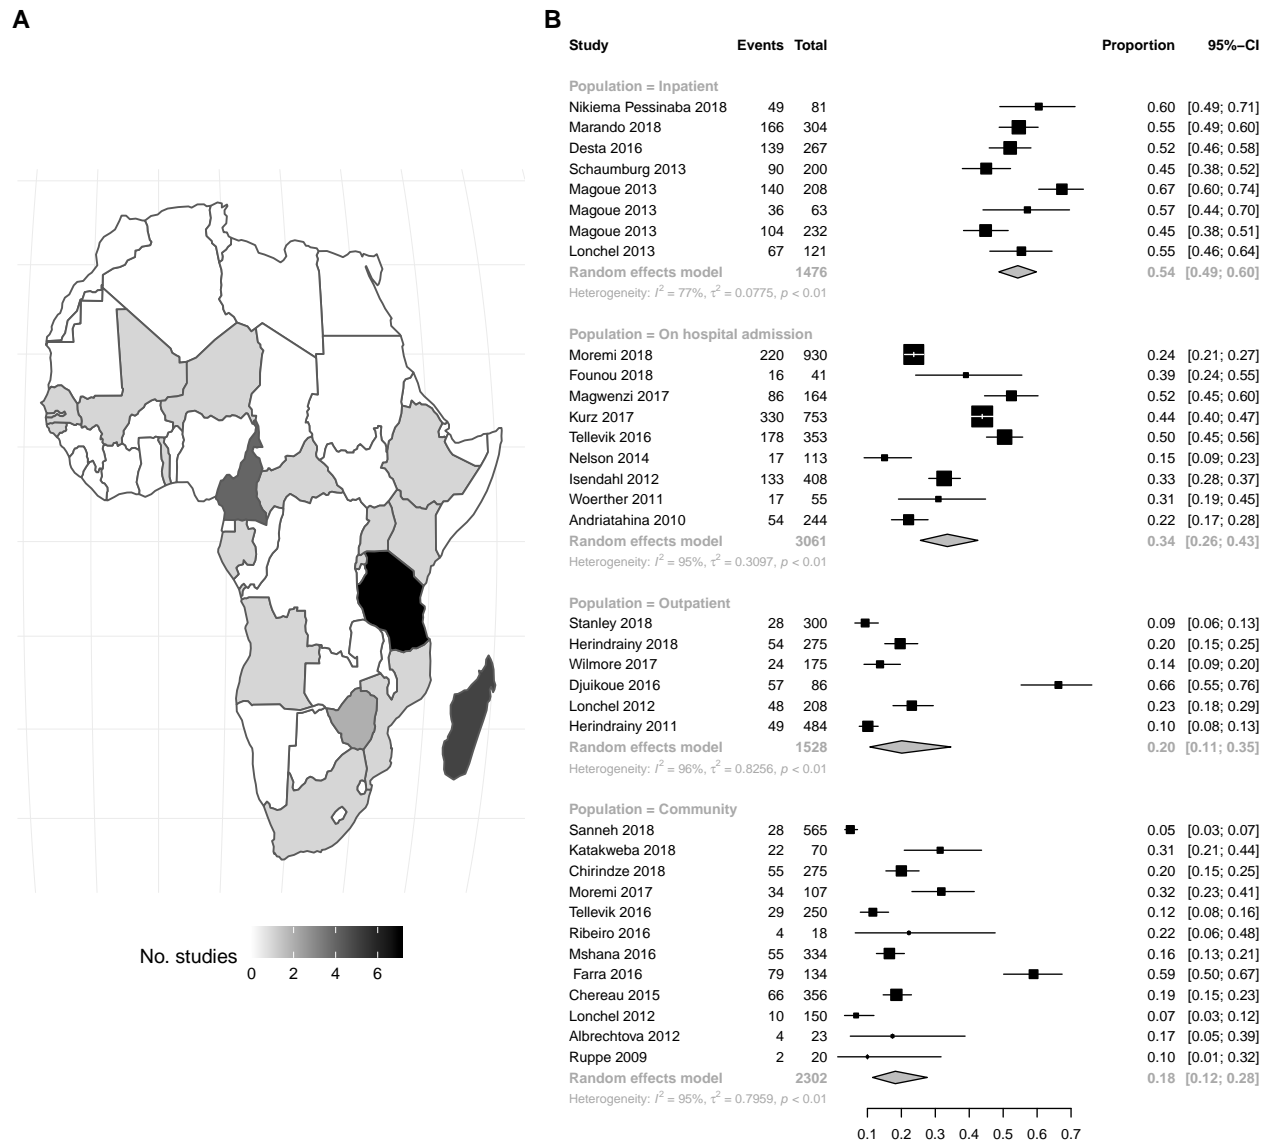 A
No. studies
0 2 4 6
B
Study Events Total Proportion 95%–CI
Population = Inpatient
Nikiema Pessinaba 2018 49 81 0.60 [0.49; 0.71]
Marando 2018 166 304 0.55 [0.49; 0.60]
Desta 2016 139 267 0.52 [0.46; 0.58]
Schaumburg 2013 90 200 0.45 [0.38; 0.52]
Magoue 2013 140 208 0.67 [0.60; 0.74]
Magoue 2013 36 63 0.57 [0.44; 0.70]
Magoue 2013 104 232 0.45 [0.38; 0.51]
Lonchel 2013 67 121 0.55 [0.46; 0.64]
Random effects model 1476 0.54 [0.49; 0.60]
Heterogeneity: I² = 77%, τ² = 0.0775, p < 0.01
Population = On hospital admission
Moremi 2018 220 930 0.24 [0.21; 0.27]
Founou 2018 16 41 0.39 [0.24; 0.55]
Magwenzi 2017 86 164 0.52 [0.45; 0.60]
Kurz 2017 330 753 0.44 [0.40; 0.47]
Tellevik 2016 178 353 0.50 [0.45; 0.56]
Nelson 2014 17 113 0.15 [0.09; 0.23]
Isendahl 2012 133 408 0.33 [0.28; 0.37]
Woerther 2011 17 55 0.31 [0.19; 0.45]
Andriatahina 2010 54 244 0.22 [0.17; 0.28]
Random effects model 3061 0.34 [0.26; 0.43]
Heterogeneity: I² = 95%, τ² = 0.3097, p < 0.01
Population = Outpatient
Stanley 2018 28 300 0.09 [0.06; 0.13]
Herindrainy 2018 54 275 0.20 [0.15; 0.25]
Wilmore 2017 24 175 0.14 [0.09; 0.20]
Djuikoue 2016 57 86 0.66 [0.55; 0.76]
Lonchel 2012 48 208 0.23 [0.18; 0.29]
Herindrainy 2011 49 484 0.10 [0.08; 0.13]
Random effects model 1528 0.20 [0.11; 0.35]
Heterogeneity: I² = 96%, τ² = 0.8256, p < 0.01
Population = Community
Sanneh 2018 28 565 0.05 [0.03; 0.07]
Katakweba 2018 22 70 0.31 [0.21; 0.44]
Chirindze 2018 55 275 0.20 [0.15; 0.25]
Moremi 2017 34 107 0.32 [0.23; 0.41]
Tellevik 2016 29 250 0.12 [0.08; 0.16]
Ribeiro 2016 4 18 0.22 [0.06; 0.48]
Mshana 2016 55 334 0.16 [0.13; 0.21]
Farra 2016 79 134 0.59 [0.50; 0.67]
Chereau 2015 66 356 0.19 [0.15; 0.23]
Lonchel 2012 10 150 0.07 [0.03; 0.12]
Albrechtova 2012 4 23 0.17 [0.05; 0.39]
Ruppe 2009 2 20 0.10 [0.01; 0.32]
Random effects model 2302 0.18 [0.12; 0.28]
Heterogeneity: I² = 95%, τ² = 0.7959, p < 0.01
0.1 0.2 0.3 0.4 0.5 0.6 0.7